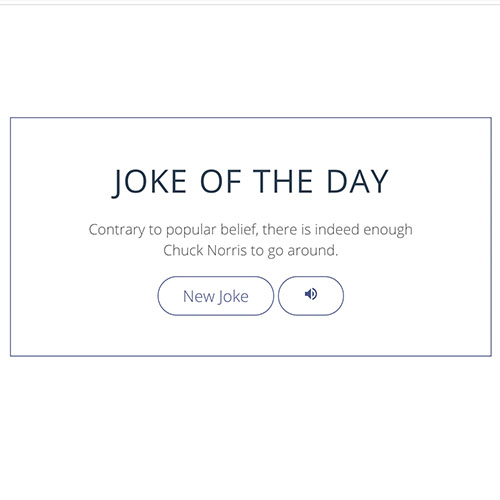 JOKE OF THE DAY
Contrary to popular belief, there is indeed enough
Chuck Norris to go around.
New Joke